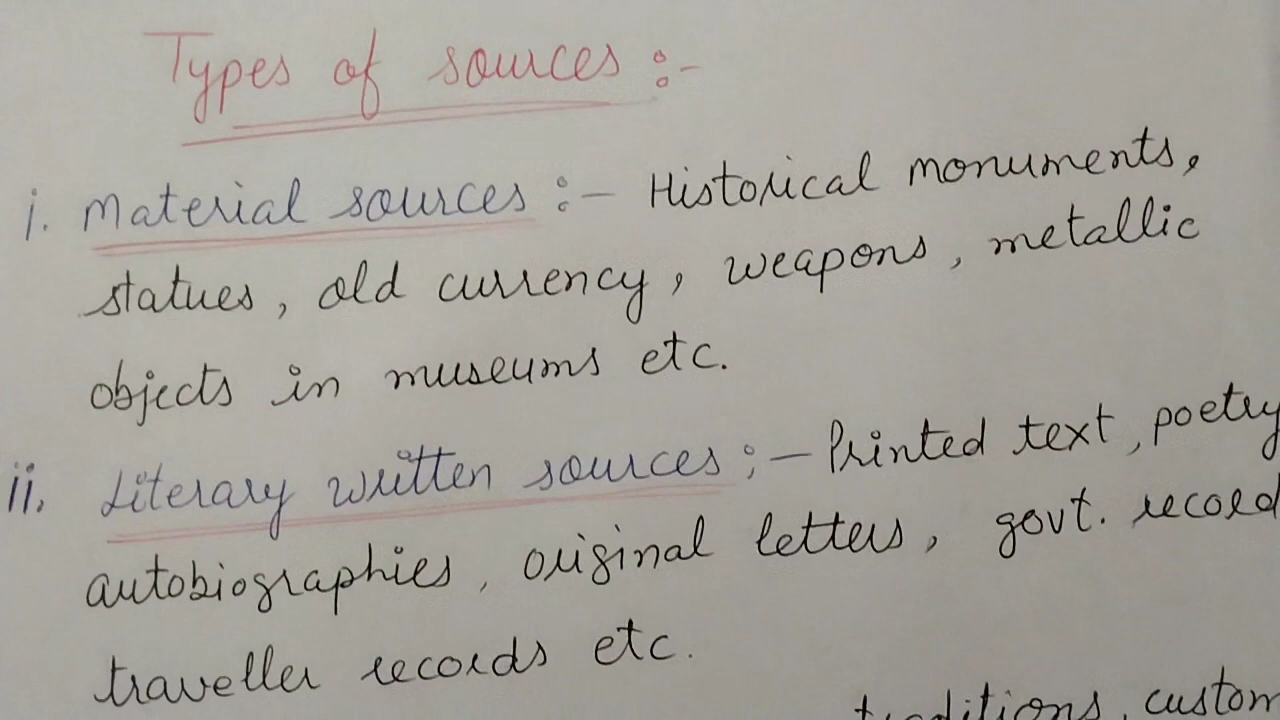 Types of sources :-
i. Material sources :- Historical monuments,
statues, old currency, weapons, metallic
objects in museums etc.
ii. Literary written sources :- Printed text, poetry
autobiographies, original letters, govt. record
traveller records etc.
traditions, custom